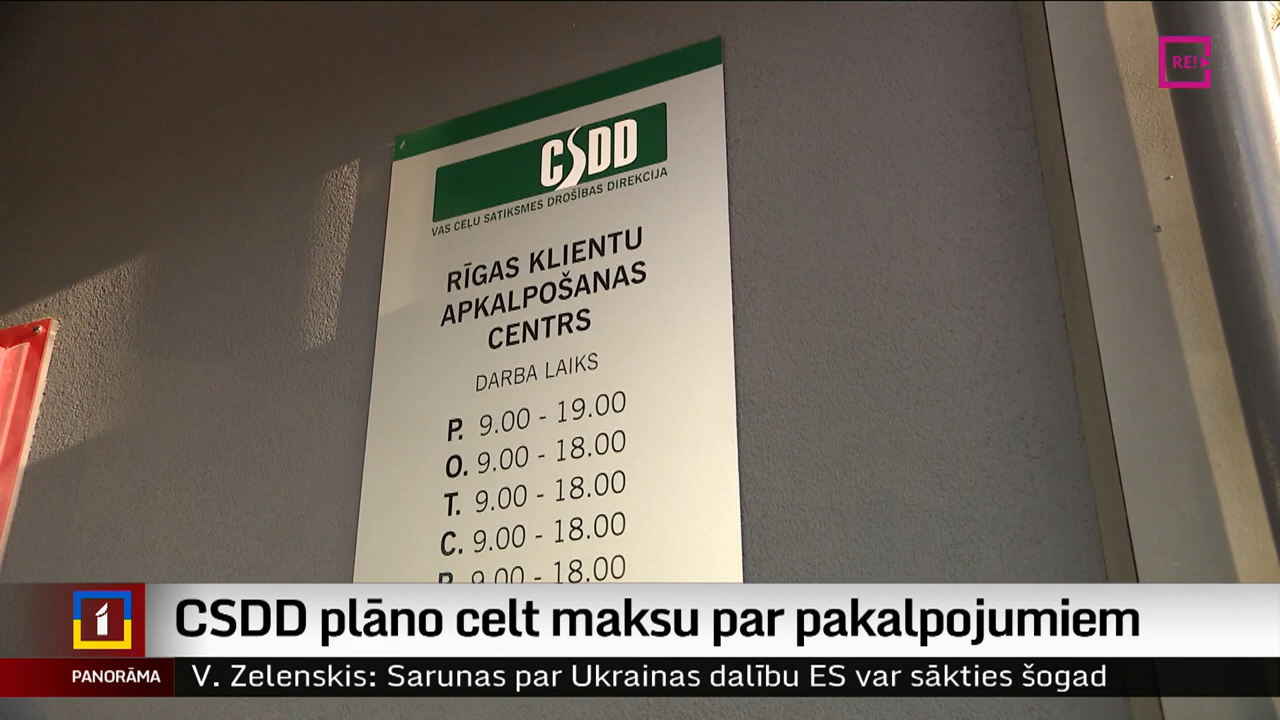 RE!
CSDD
VAS CEĻU SATIKSMES DROŠĪBAS DIREKCIJA
RĪGAS KLIENTU
APKALPOŠANAS
CENTRS
DARBA LAIKS
P. 9.00 - 19.00
O. 9.00 - 18.00
T. 9.00 - 18.00
C. 9.00 - 18.00
P. 9.00 - 18.00
1 CSDD plāno celt maksu par pakalpojumiem
PANORĀMA V. Zelenskis: Sarunas par Ukrainas dalību ES var sākties šogad